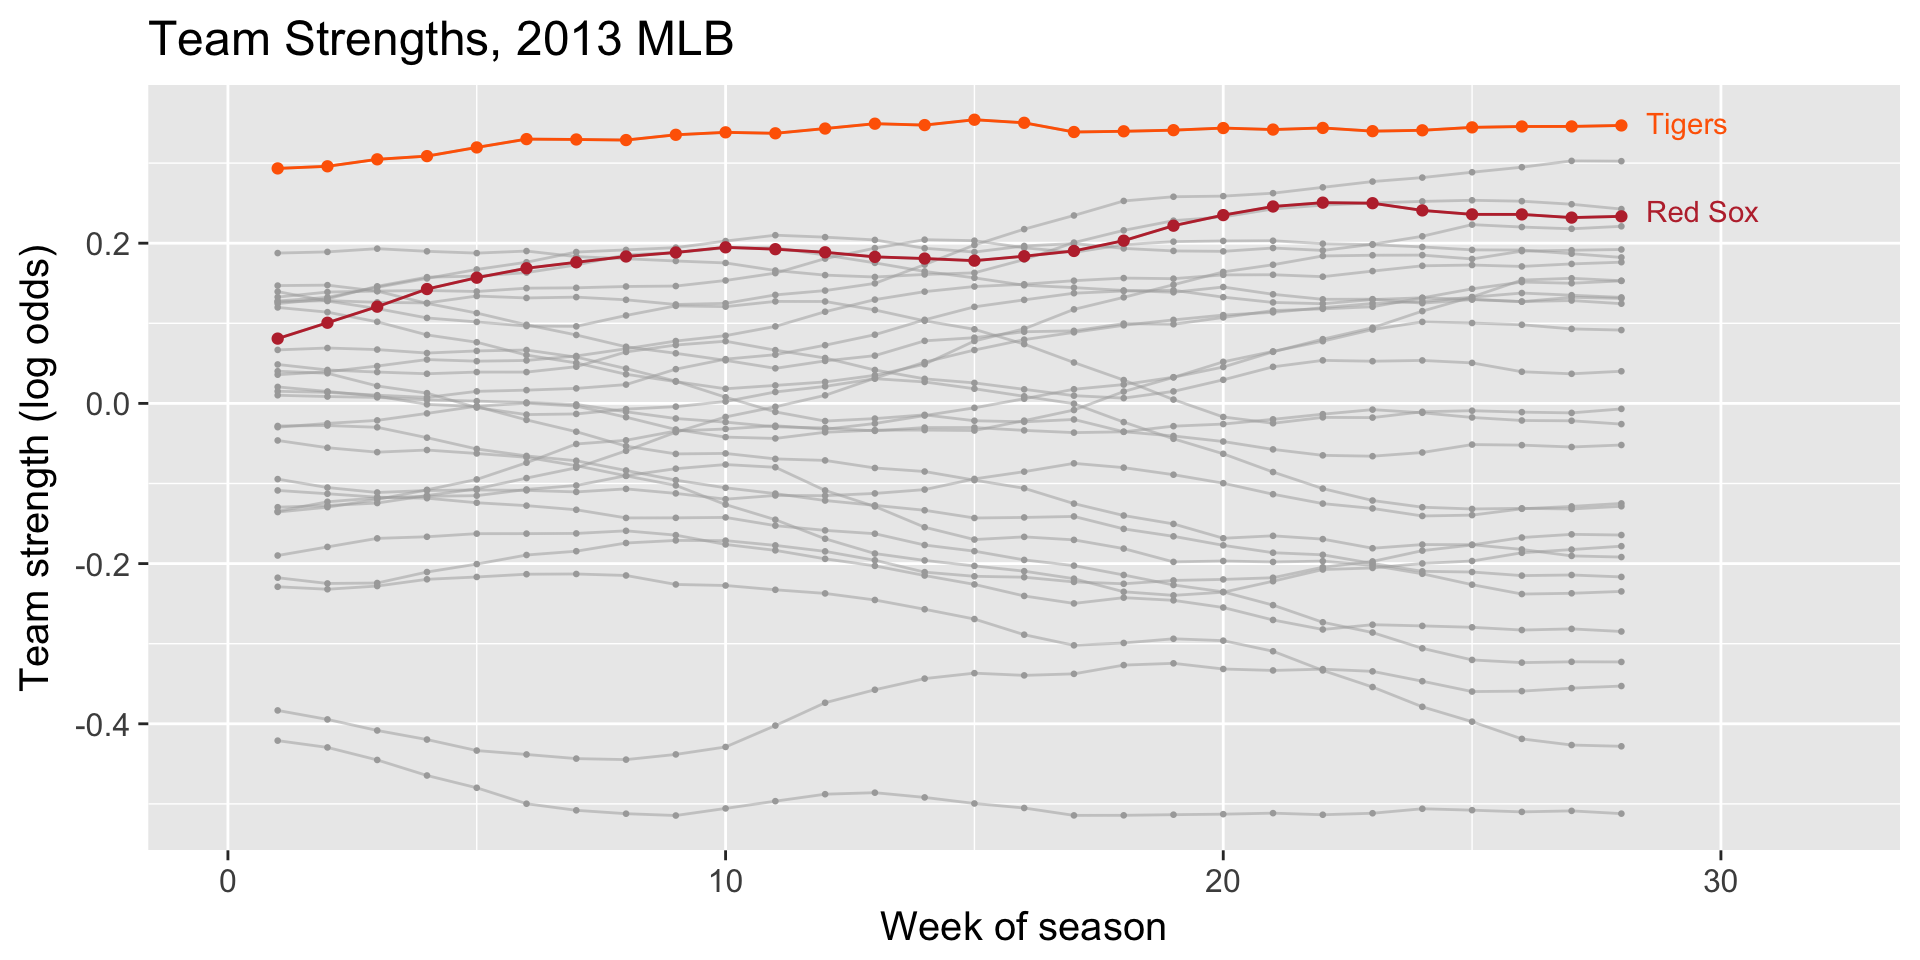 Team Strengths, 2013 MLB
Tigers
Red Sox
0.2
0.0
-0.2
-0.4
Team strength (log odds)
0 10 20 30
Week of season